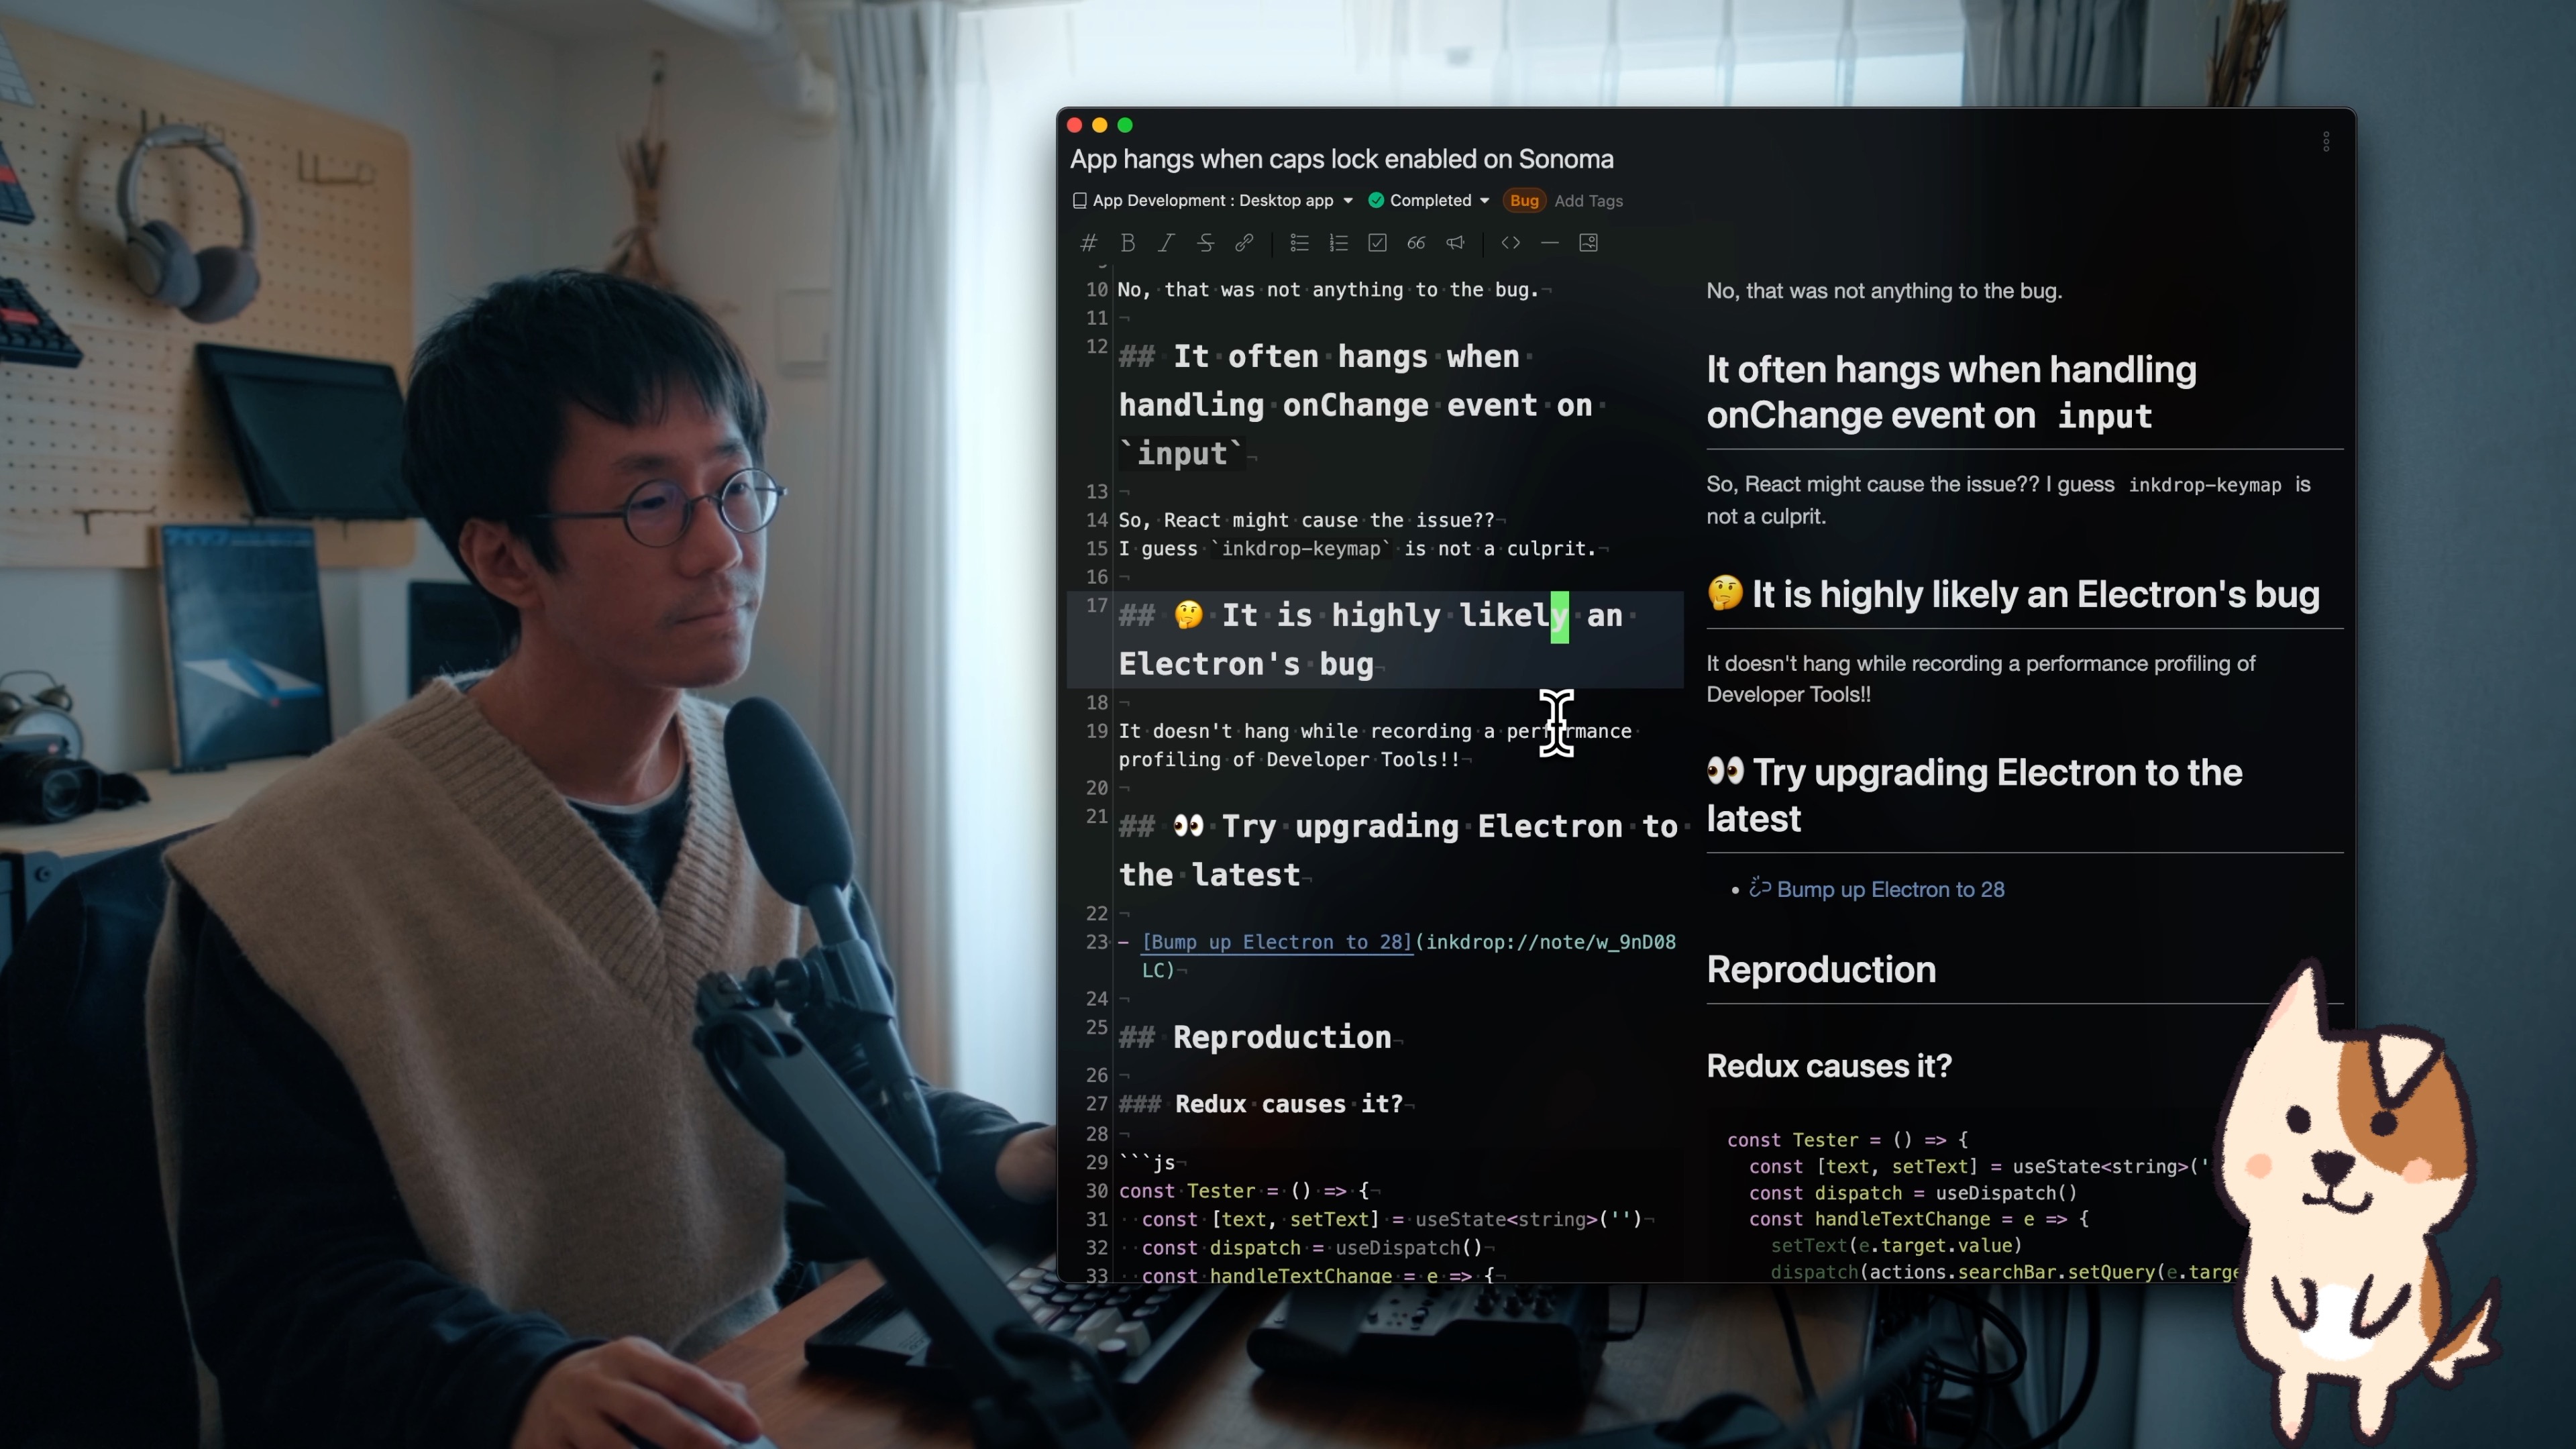 App hangs when caps lock enabled on Sonoma
App Development : Desktop app
Completed
Bug
Add Tags
10 No, that was not anything to the bug.
11
12 ## It often hangs when
handling onChange event on
`input`
13
14 So, React might cause the issue??
15 I guess `inkdrop-keymap` is not a culprit.
16
17 ## 🤔 It is highly likely an
Electron's bug
18
19 It doesn't hang while recording a performance
profiling of Developer Tools!!
20
21 ## 👀 Try upgrading Electron to
the latest
22
23 - [Bump up Electron to 28](inkdrop://note/w_9nD08
LC)
24
25 ## Reproduction
26
27 ### Redux causes it?
28
29 ```js
30 const Tester = () => {
31 const [text, setText] = useState<string>('')
32 const dispatch = useDispatch()
33 const handleTextChange = e => {
No, that was not anything to the bug.
It often hangs when handling
onChange event on input
So, React might cause the issue?? I guess inkdrop-keymap is
not a culprit.
🤔 It is highly likely an Electron's bug
It doesn't hang while recording a performance profiling of
Developer Tools!!
👀 Try upgrading Electron to the
latest
• Bump up Electron to 28
Reproduction
Redux causes it?
const Tester = () => {
const [text, setText] = useState<string>('
const dispatch = useDispatch()
const handleTextChange = e => {
setText(e.target.value)
dispatch(actions.searchBar.setQuery(e.targe